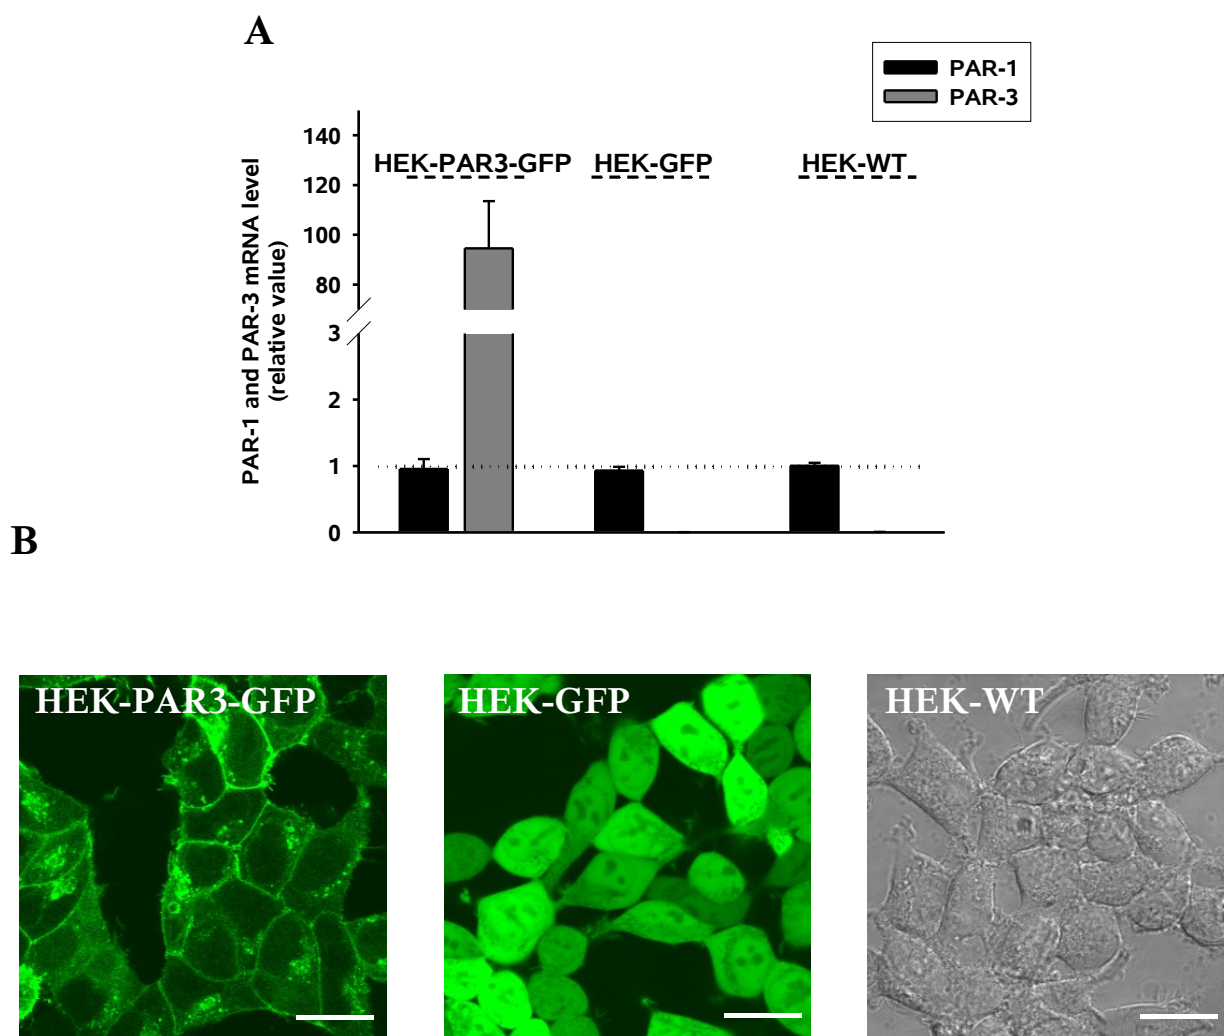 A
PAR-1
PAR-3
PAR-1 and PAR-3 mRNA level
(relative value)
140
120
100
80
3
2
1
0
HEK-PAR3-GFP
HEK-GFP
HEK-WT
B
HEK-PAR3-GFP
HEK-GFP
HEK-WT